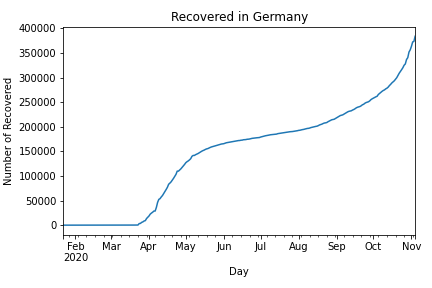 Recovered in Germany
Number of Recovered
400000
350000
300000
250000
200000
150000
100000
50000
0
Feb Mar Apr May Jun Jul Aug Sep Oct Nov
2020
Day